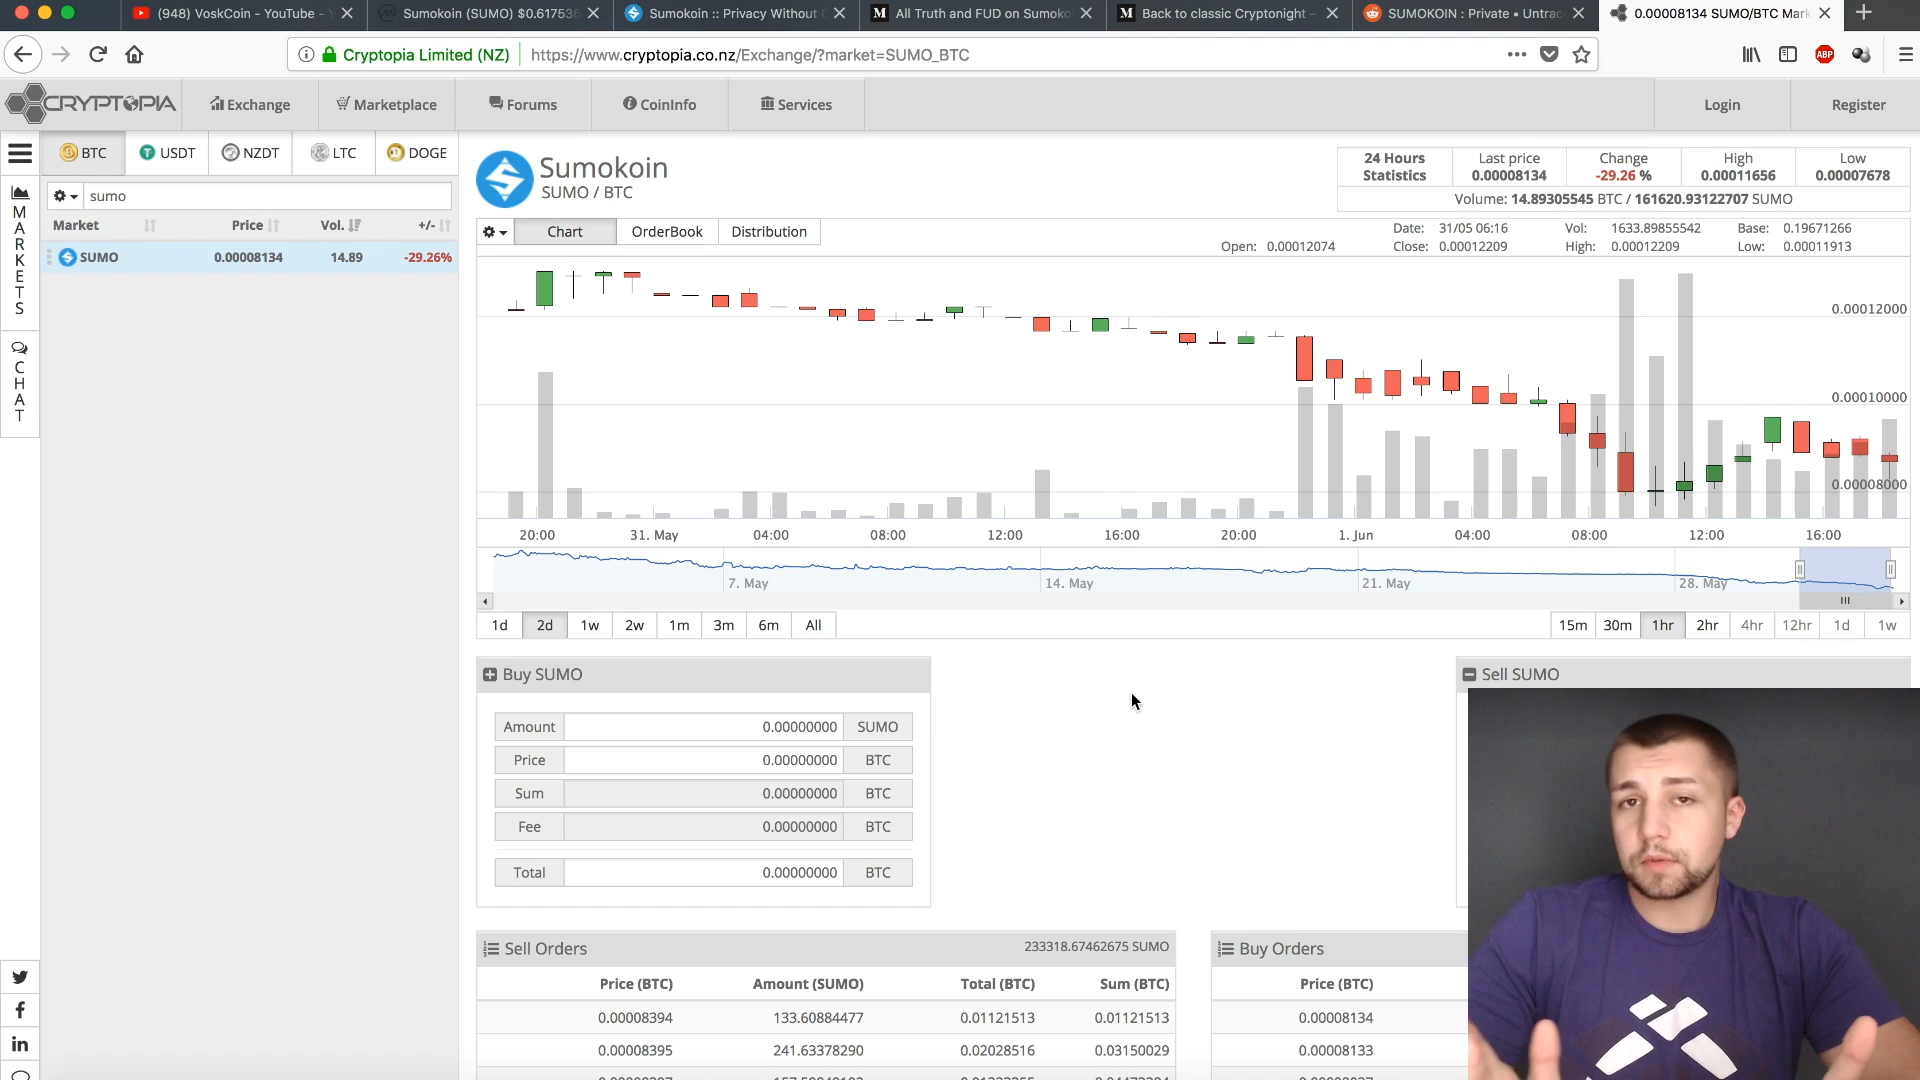 (948) VoskCoin - YouTube -
Sumokoin (SUMO) $0.617536
Sumokoin :: Privacy Without
All Truth and FUD on Sumoko
Back to classic Cryptonight –
SUMOKOIN : Private • Untrac
0.00008134 SUMO/BTC Mark
Cryptopia Limited (NZ)
https://www.cryptopia.co.nz/Exchange/?market=SUMO_BTC
ABP
CRYPTOPIA
Exchange
Marketplace
Forums
CoinInfo
Services
Login
Register
BTC
USDT
NZDT
LTC
DOGE
sumo
Market Price Vol. +/-
SUMO 0.00008134 14.89 -29.26%
MARKETS
CHAT
Sumokoin
SUMO / BTC
24 Hours Statistics
Last price 0.00008134
Change -29.26 %
High 0.00011656
Low 0.00007678
Volume: 14.89305545 BTC / 161620.93122707 SUMO
Chart OrderBook Distribution
Date: 31/05 06:16 Vol: 1633.89855542 Base: 0.19671266
Open: 0.00012074 Close: 0.00012209 High: 0.00012209 Low: 0.00011913
0.00012000
0.00010000
0.00008000
20:00 31. May 04:00 08:00 12:00 16:00 20:00 1. Jun 04:00 08:00 12:00 16:00
7. May 14. May 21. May 28. May
1d 2d 1w 2w 1m 3m 6m All
15m 30m 1hr 2hr 4hr 12hr 1d 1w
Buy SUMO
Amount 0.00000000 SUMO
Price 0.00000000 BTC
Sum 0.00000000 BTC
Fee 0.00000000 BTC
Total 0.00000000 BTC
Sell SUMO
Sell Orders 233318.67462675 SUMO
Price (BTC) Amount (SUMO) Total (BTC) Sum (BTC)
0.00008394 133.60884477 0.01121513 0.01121513
0.00008395 241.63378290 0.02028516 0.03150029
Buy Orders
Price (BTC)
0.00008134
0.00008133